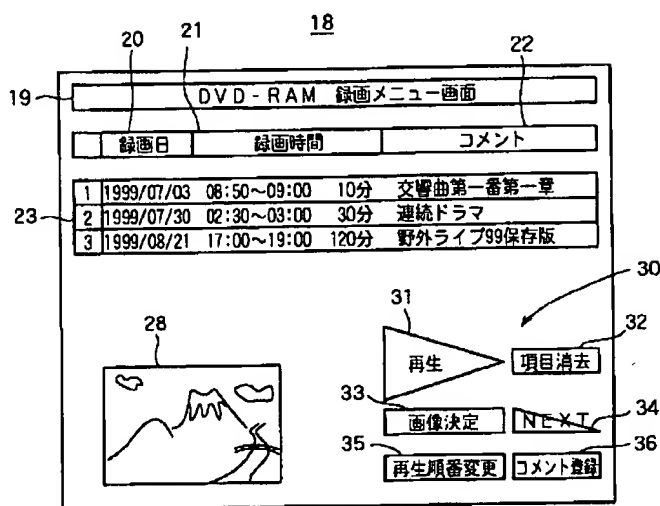 18
20
21
22
19
DVD-RAM 録画メニュー画面
録画日 録画時間 コメント
23
1 1999/07/03 08:50~09:00 10分 交響曲第一番第一章
2 1999/07/30 02:30~03:00 30分 連続ドラマ
3 1999/08/21 17:00~19:00 120分 野外ライブ99保存版
30
31
32
28
再生 項目消去
33
画像決定 NEXT
34
35
36
再生順番変更 コメント登録